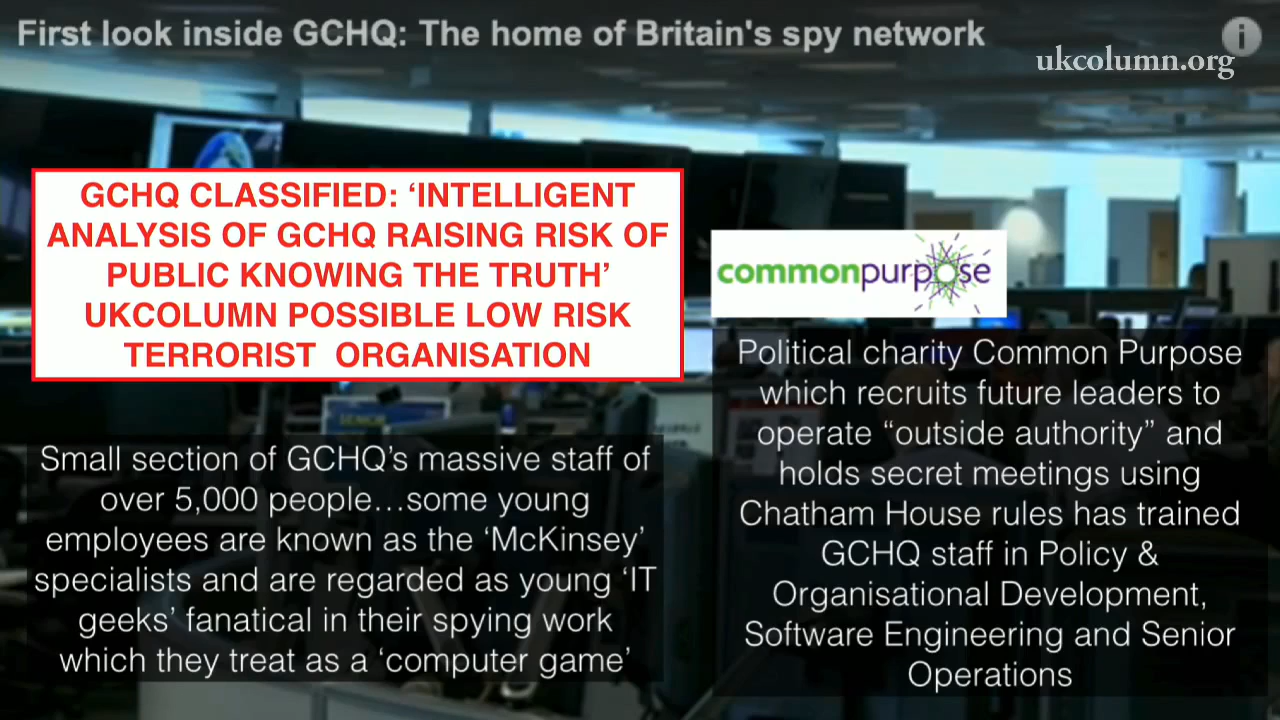 First look inside GCHQ: The home of Britain's spy network
i
ukcolumn.org
GCHQ CLASSIFIED: ‘INTELLIGENT
ANALYSIS OF GCHQ RAISING RISK OF
PUBLIC KNOWING THE TRUTH’
UKCOLUMN POSSIBLE LOW RISK
TERRORIST ORGANISATION
Small section of GCHQ’s massive staff of
over 5,000 people…some young
employees are known as the ‘McKinsey’
specialists and are regarded as young ‘IT
geeks’ fanatical in their spying work
which they treat as a ‘computer game’
commonpurpose
Political charity Common Purpose
which recruits future leaders to
operate “outside authority” and
holds secret meetings using
Chatham House rules has trained
GCHQ staff in Policy &
Organisational Development,
Software Engineering and Senior
Operations